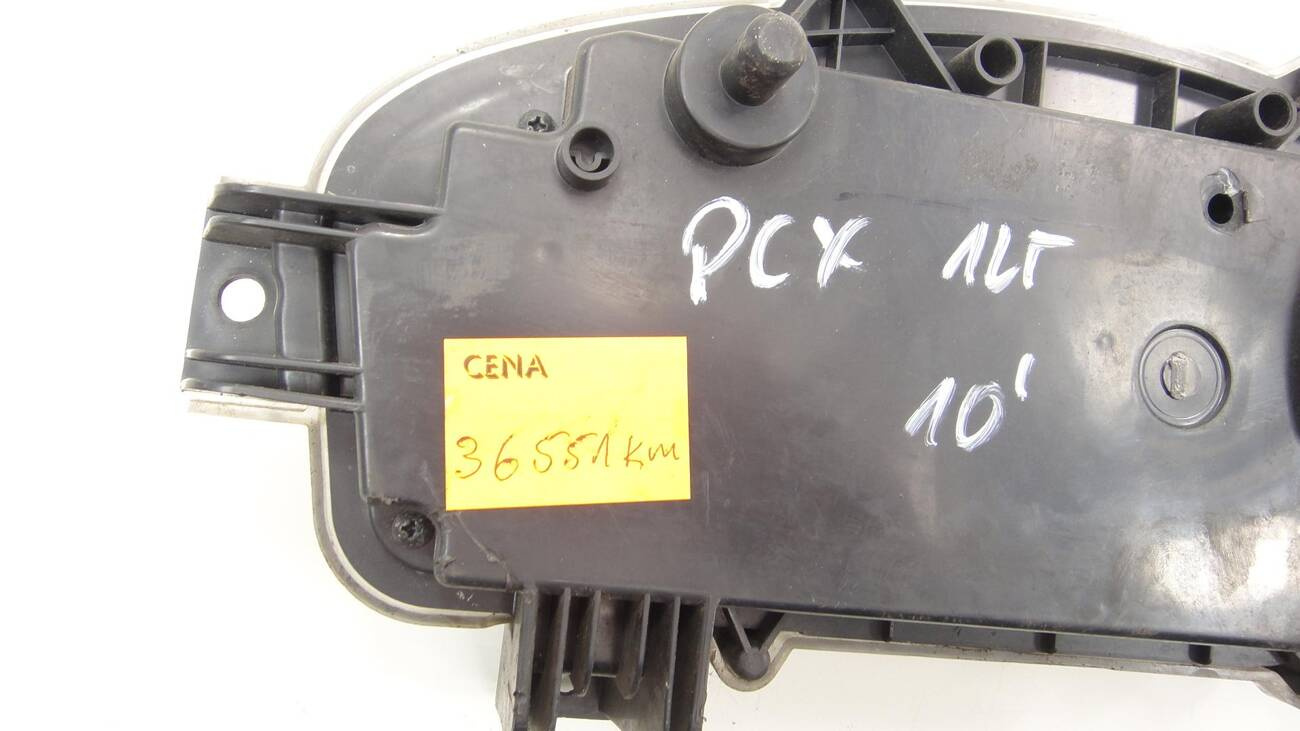 PCX 1LT
10'
CENA
36551km